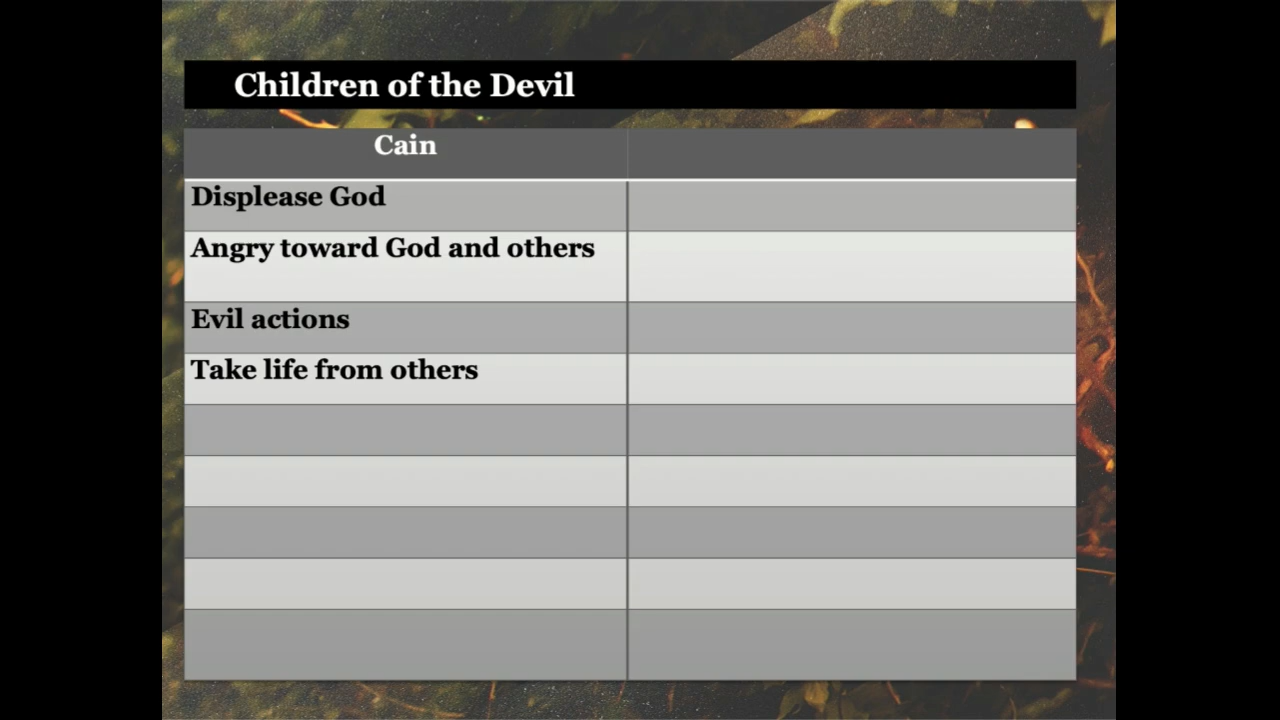 Children of the Devil
Cain
Displease God
Angry toward God and others
Evil actions
Take life from others